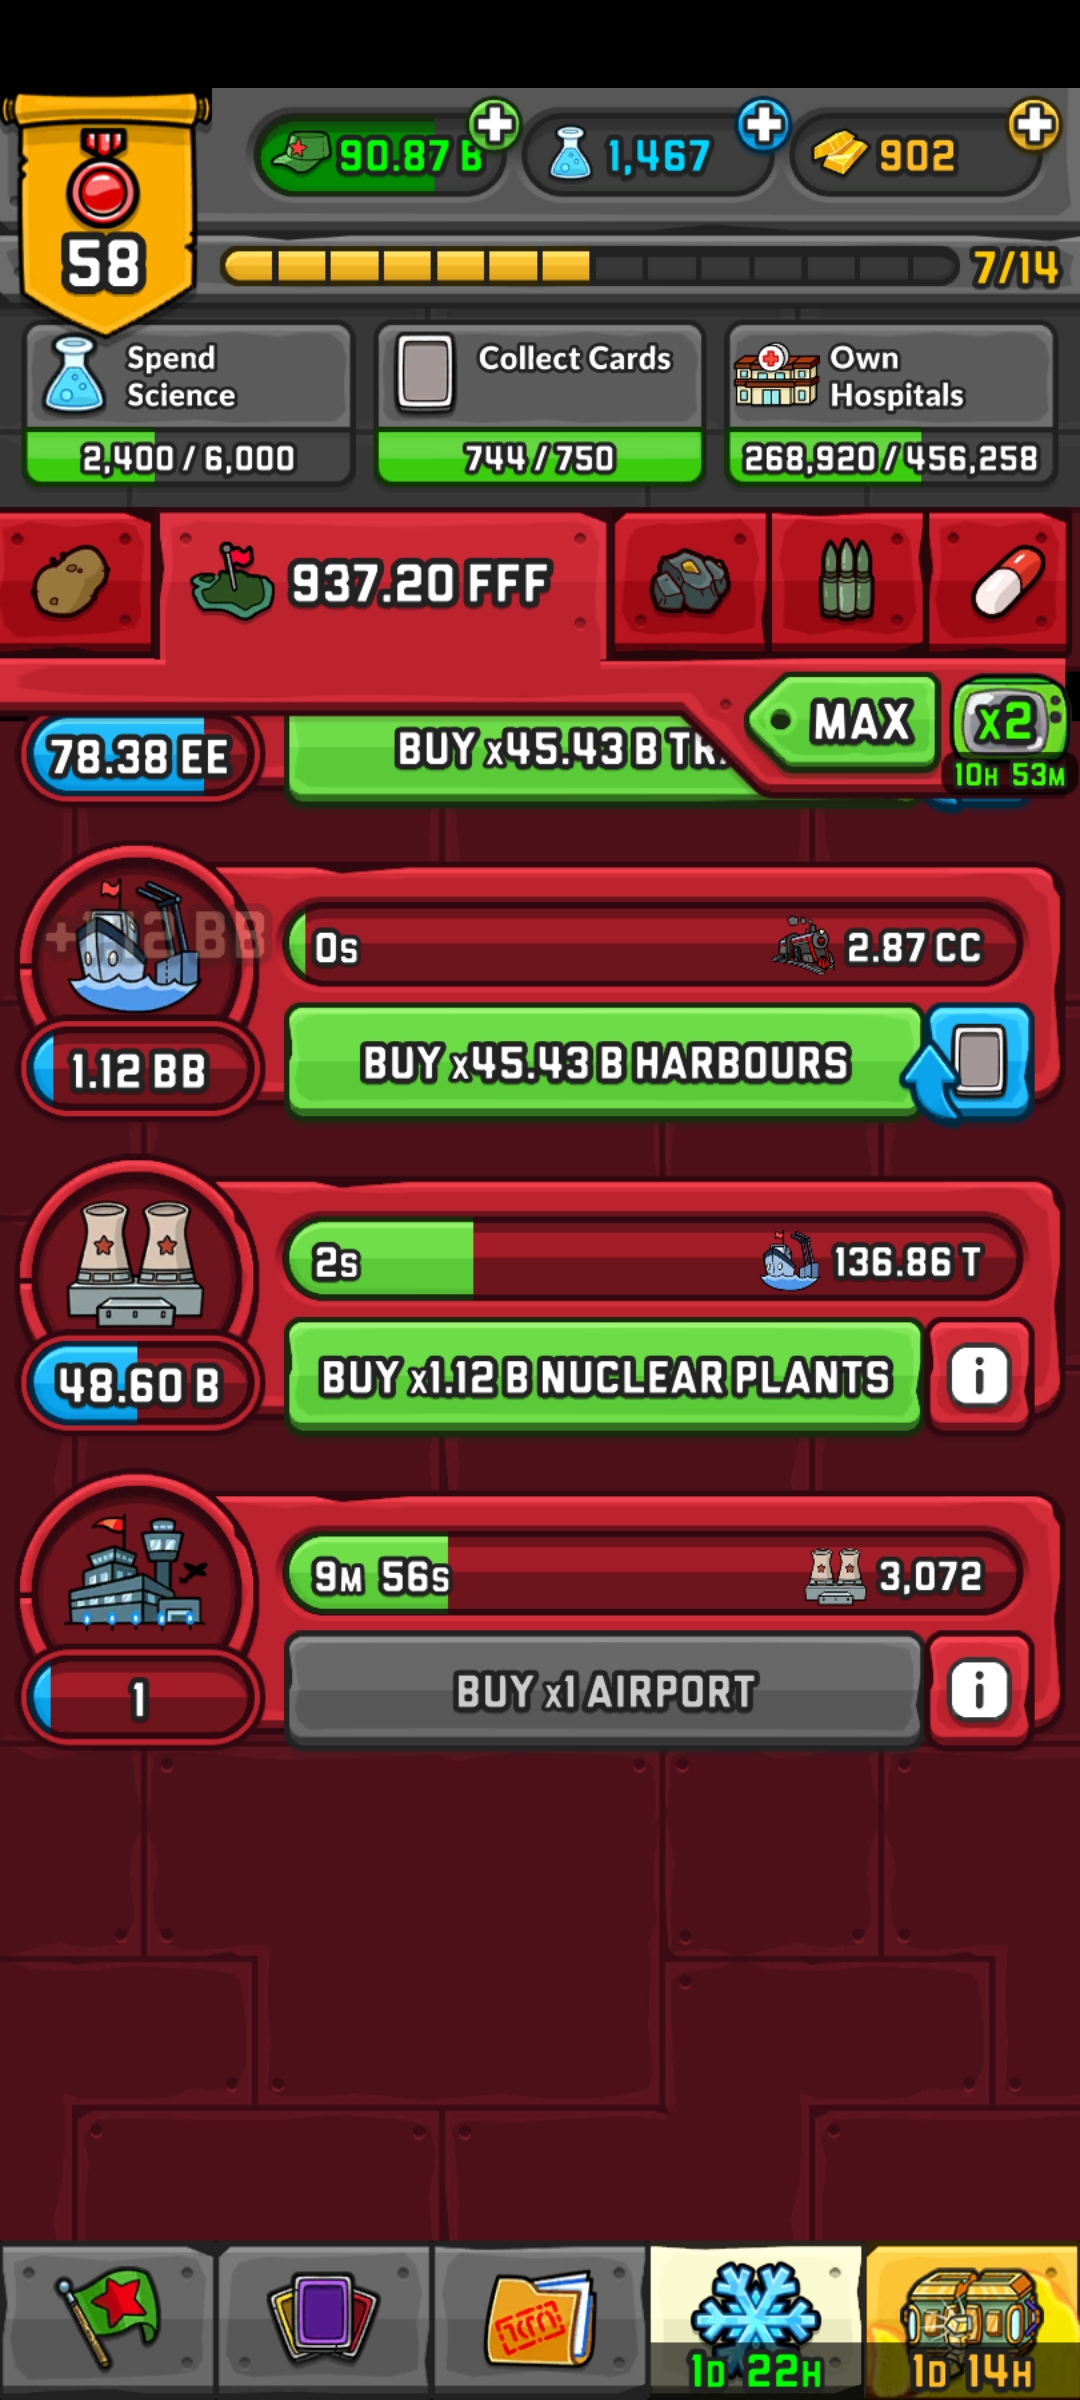 90.87 B
1,467
902
58
7/14
Spend
Science
2,400 / 6,000
Collect Cards
744 / 750
Own
Hospitals
268,920 / 456,258
937.20 FFF
MAX
x2
10H 53M
78.38 EE
BUY x45.43 B
+1.12 BB
0s
2.87 CC
1.12 BB
BUY x45.43 B HARBOURS
2s
136.86 T
48.60 B
BUY x1.12 B NUCLEAR PLANTS
i
9M 56s
3,072
1
BUY x1 AIRPORT
i
1D 22H
1D 14H